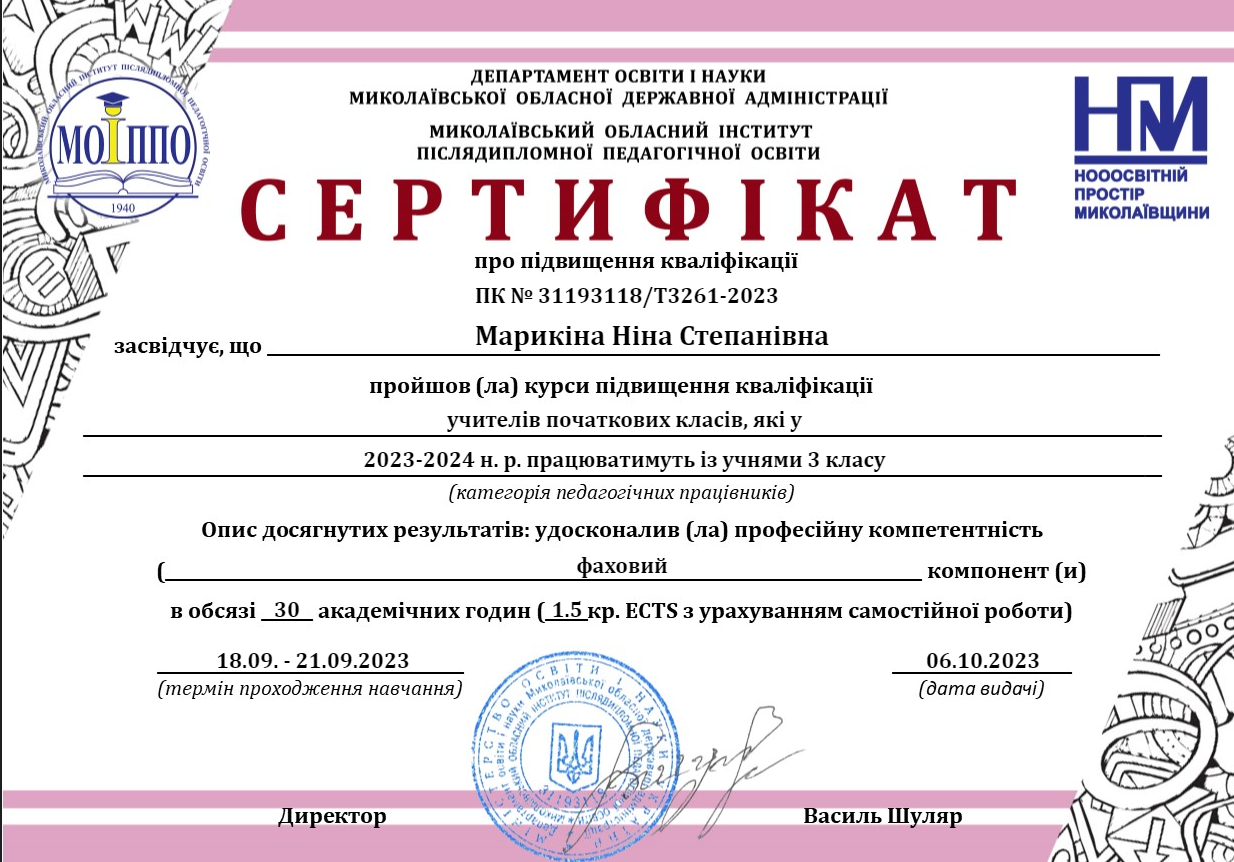 ДЕПАРТАМЕНТ ОСВІТИ І НАУКИ
МИКОЛАЇВСЬКОЇ ОБЛАСНОЇ ДЕРЖАВНОЇ АДМІНІСТРАЦІЇ
МИКОЛАЇВСЬКИЙ ОБЛАСНИЙ ІНСТИТУТ
ПІСЛЯДИПЛОМНОЇ ПЕДАГОГІЧНОЇ ОСВІТИ
МИКОЛАЇВСЬКИЙ ОБЛАСНИЙ ІНСТИТУТ ПІСЛЯДИПЛОМНОЇ ПЕДАГОГІЧНОЇ ОСВІТИ
МОІППО
1940
НПМ
НОООСВІТНІЙ
ПРОСТІР
МИКОЛАЇВЩИНИ
СЕРТИФІКАТ
про підвищення кваліфікації
ПК № 31193118/Т3261-2023
засвідчує, що Марикіна Ніна Степанівна
пройшов (ла) курси підвищення кваліфікації
учителів початкових класів, які у
2023-2024 н. р. працюватимуть із учнями 3 класу
(категорія педагогічних працівників)
Опис досягнутих результатів: удосконалив (ла) професійну компетентність
( фаховий компонент (и)
в обсязі 30 академічних годин ( 1.5 кр. ECTS з урахуванням самостійної роботи)
18.09. - 21.09.2023 06.10.2023
(термін проходження навчання) (дата видачі)
МІНІСТЕРСТВО ОСВІТИ І НАУКИ УКРАЇНИ
Директор Василь Шуляр